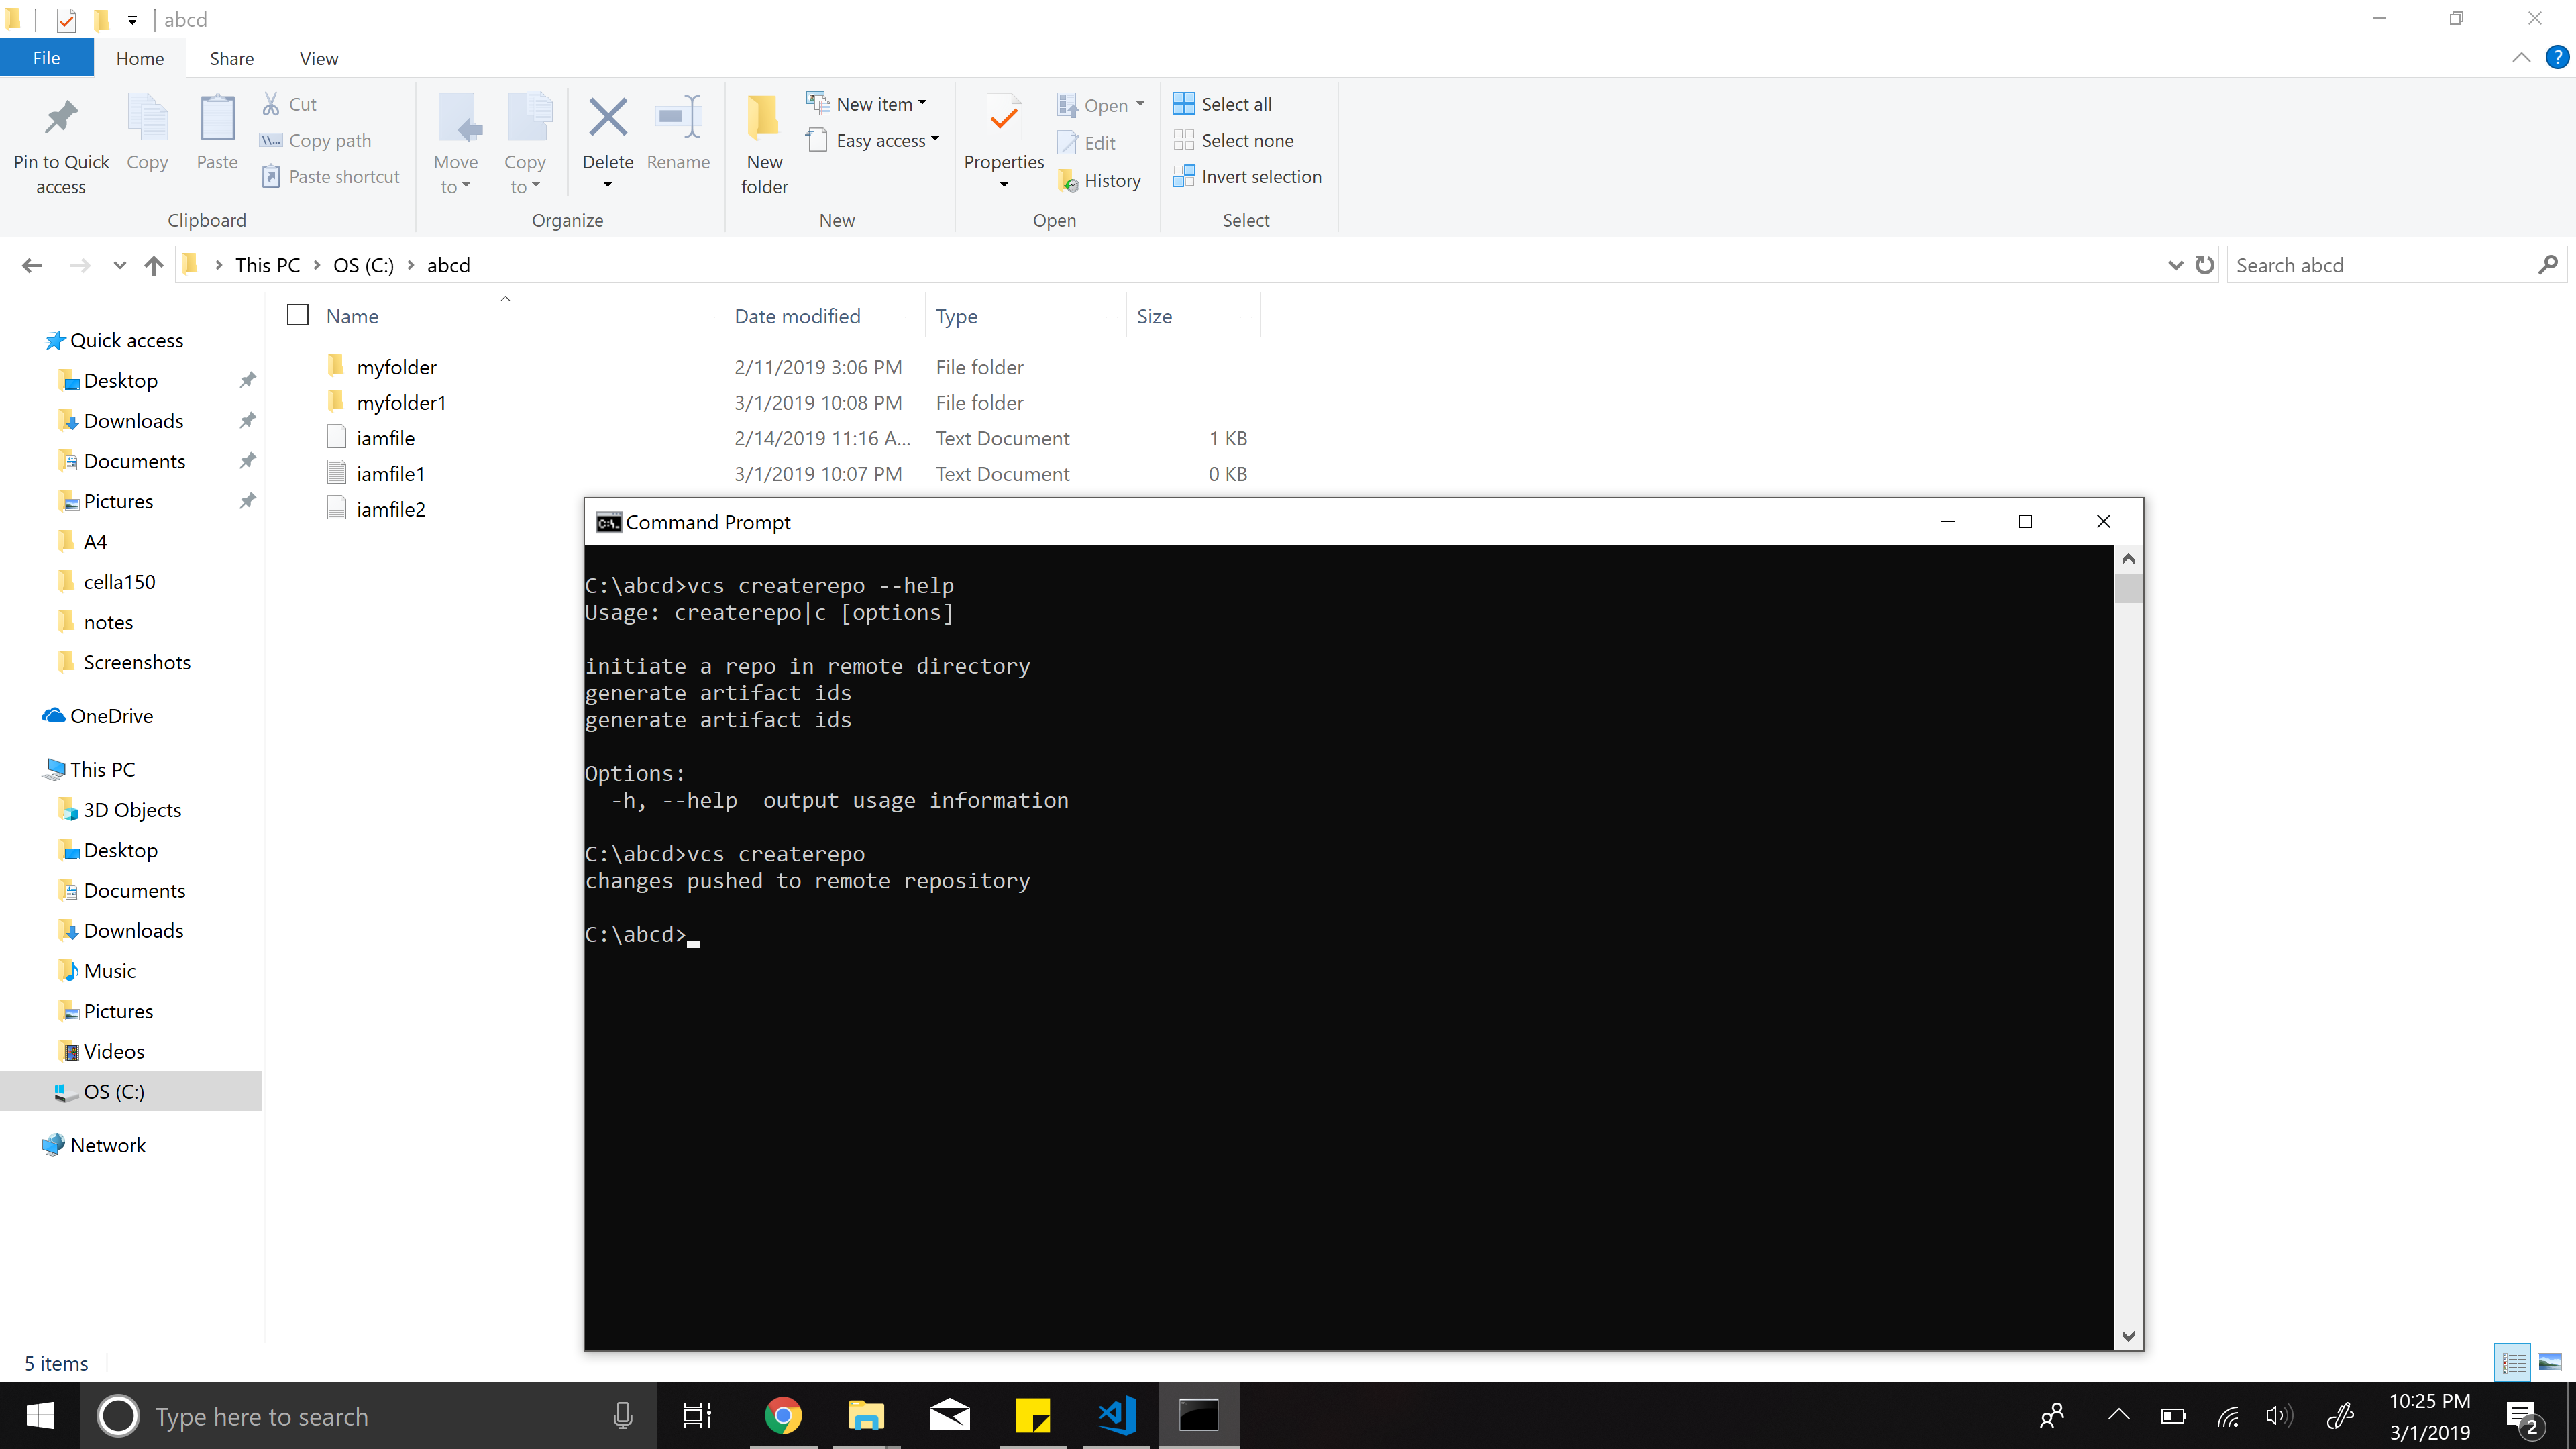 abcd
File Home Share View
Pin to Quick access
Copy
Paste
Cut
Copy path
Paste shortcut
Clipboard
Move to
Copy to
Delete
Rename
Organize
New folder
New item
Easy access
New
Properties
Open
Edit
History
Open
Select all
Select none
Invert selection
Select
This PC > OS (C:) > abcd
Search abcd
Name Date modified Type Size
myfolder 2/11/2019 3:06 PM File folder
myfolder1 3/1/2019 10:08 PM File folder
iamfile 2/14/2019 11:16 A... Text Document 1 KB
iamfile1 3/1/2019 10:07 PM Text Document 0 KB
iamfile2
Quick access
Desktop
Downloads
Documents
Pictures
A4
cella150
notes
Screenshots
OneDrive
This PC
3D Objects
Desktop
Documents
Downloads
Music
Pictures
Videos
OS (C:)
Network
5 items
Command Prompt
C:\abcd>vcs createrepo --help
Usage: createrepo|c [options]
initiate a repo in remote directory
generate artifact ids
generate artifact ids
Options:
-h, --help  output usage information
C:\abcd>vcs createrepo
changes pushed to remote repository
C:\abcd>
Type here to search
10:25 PM
3/1/2019
2